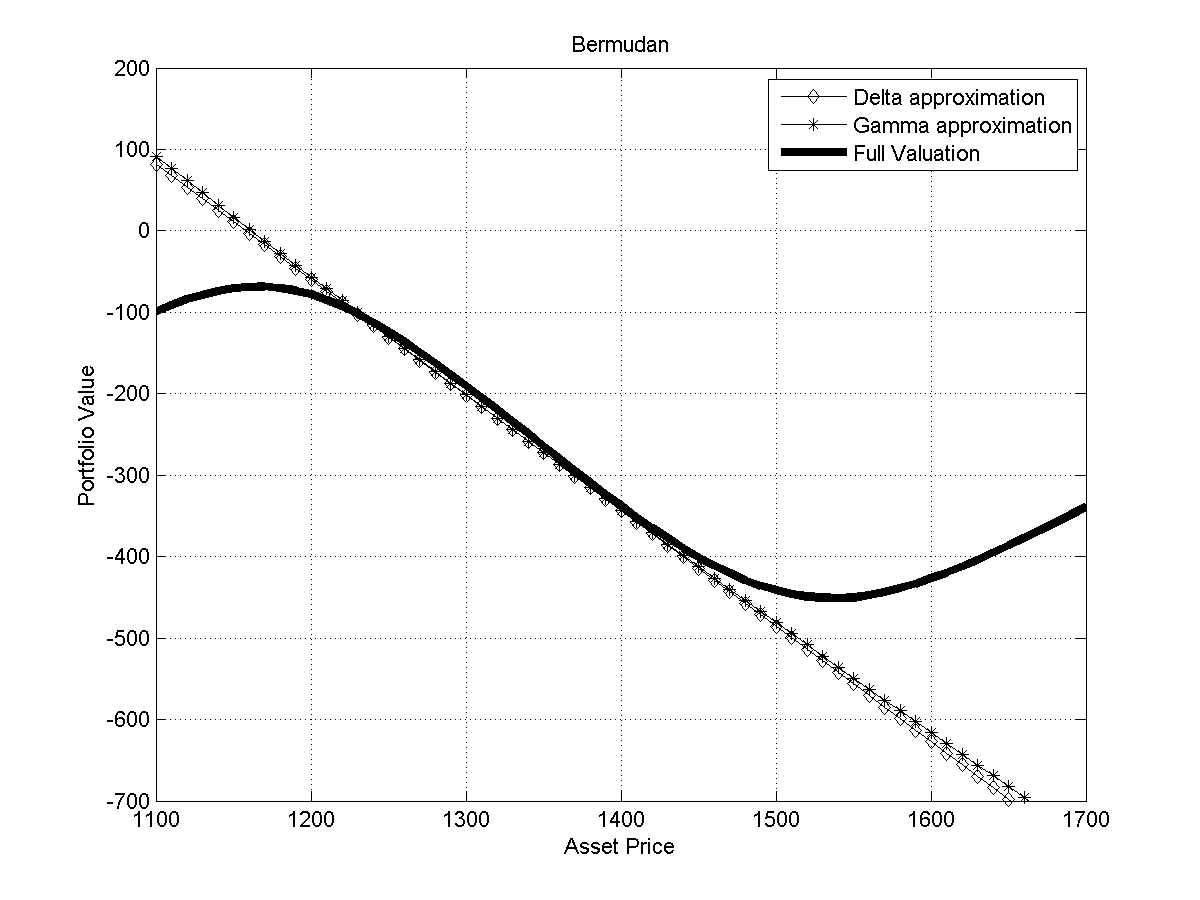 Bermudan
Delta approximation
Gamma approximation
Full Valuation
200
100
0
-100
-200
-300
-400
-500
-600
-700
Portfolio Value
1100 1200 1300 1400 1500 1600 1700
Asset Price